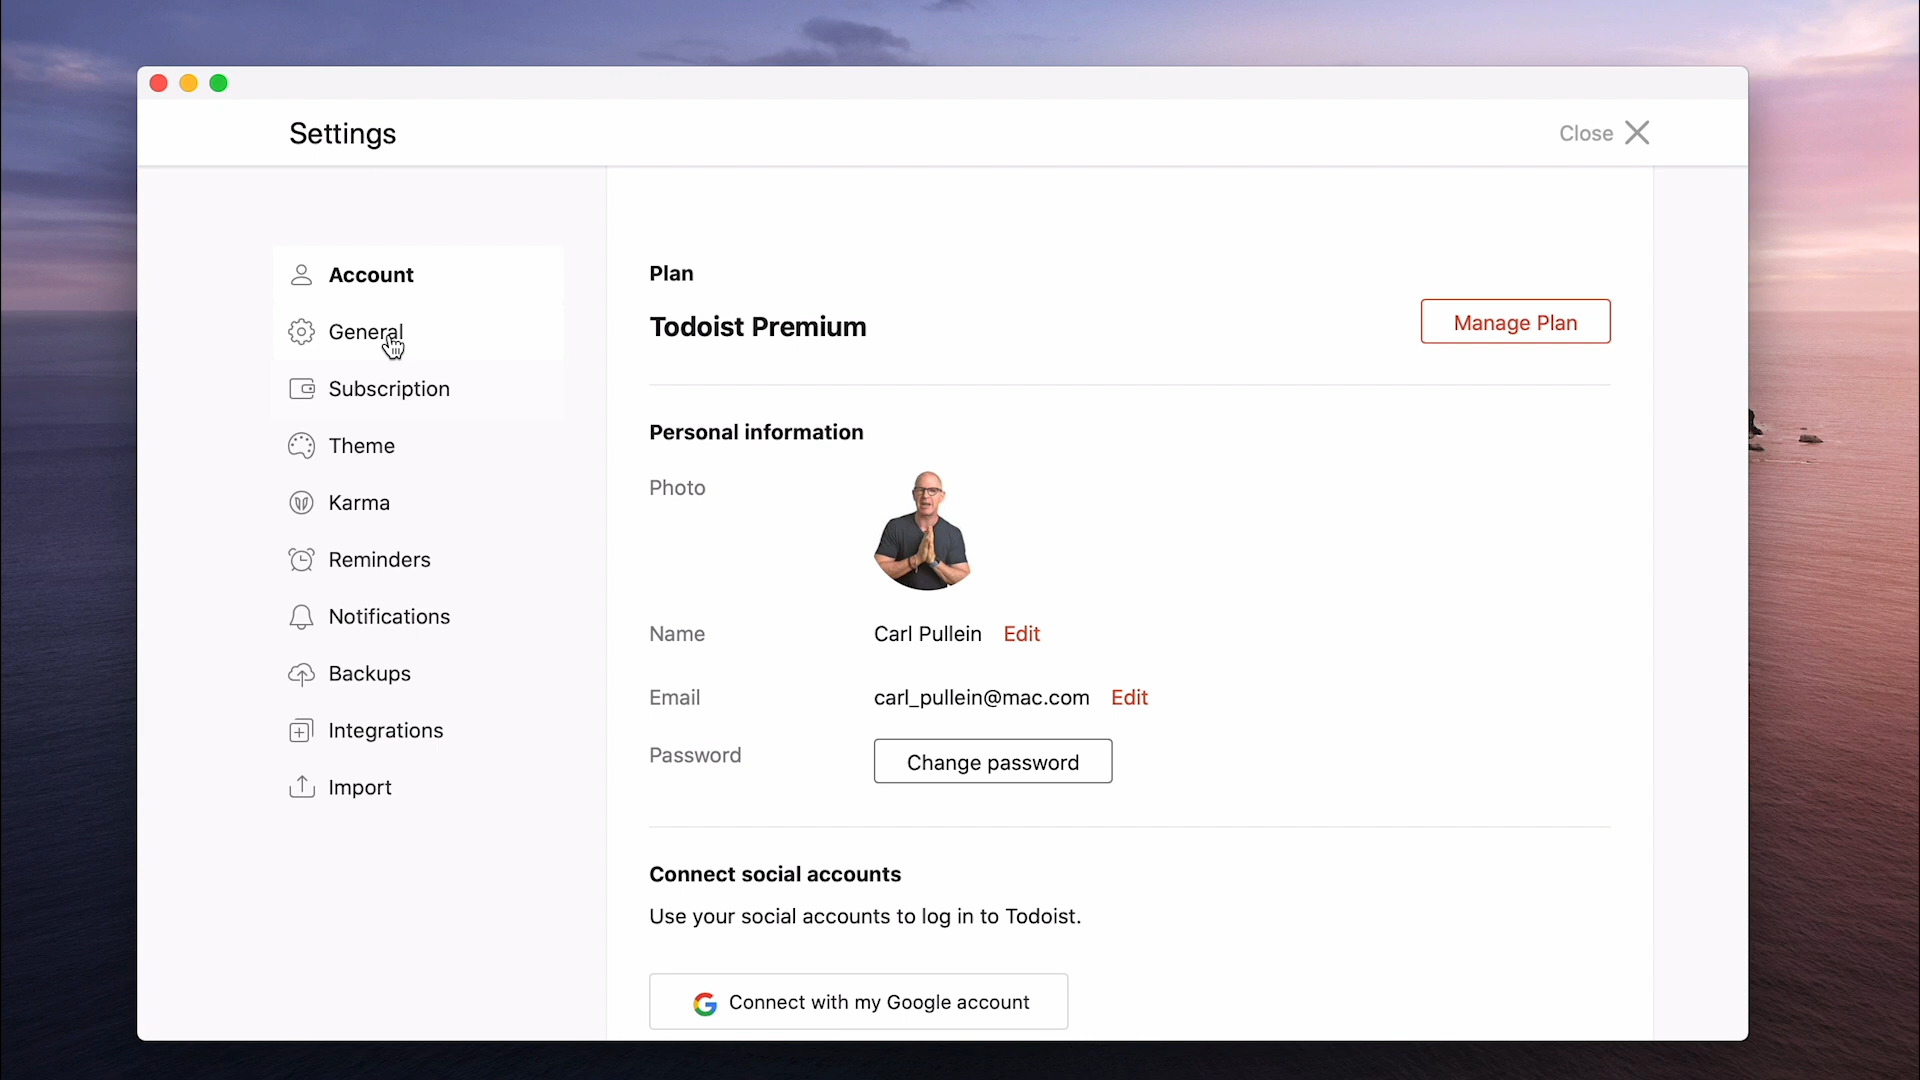 Settings
Close
Account
General
Subscription
Theme
Karma
Reminders
Notifications
Backups
Integrations
Import
Plan
Todoist Premium
Manage Plan
Personal information
Photo
Name
Carl Pullein Edit
Email
carl_pullein@mac.com Edit
Password
Change password
Connect social accounts
Use your social accounts to log in to Todoist.
Connect with my Google account